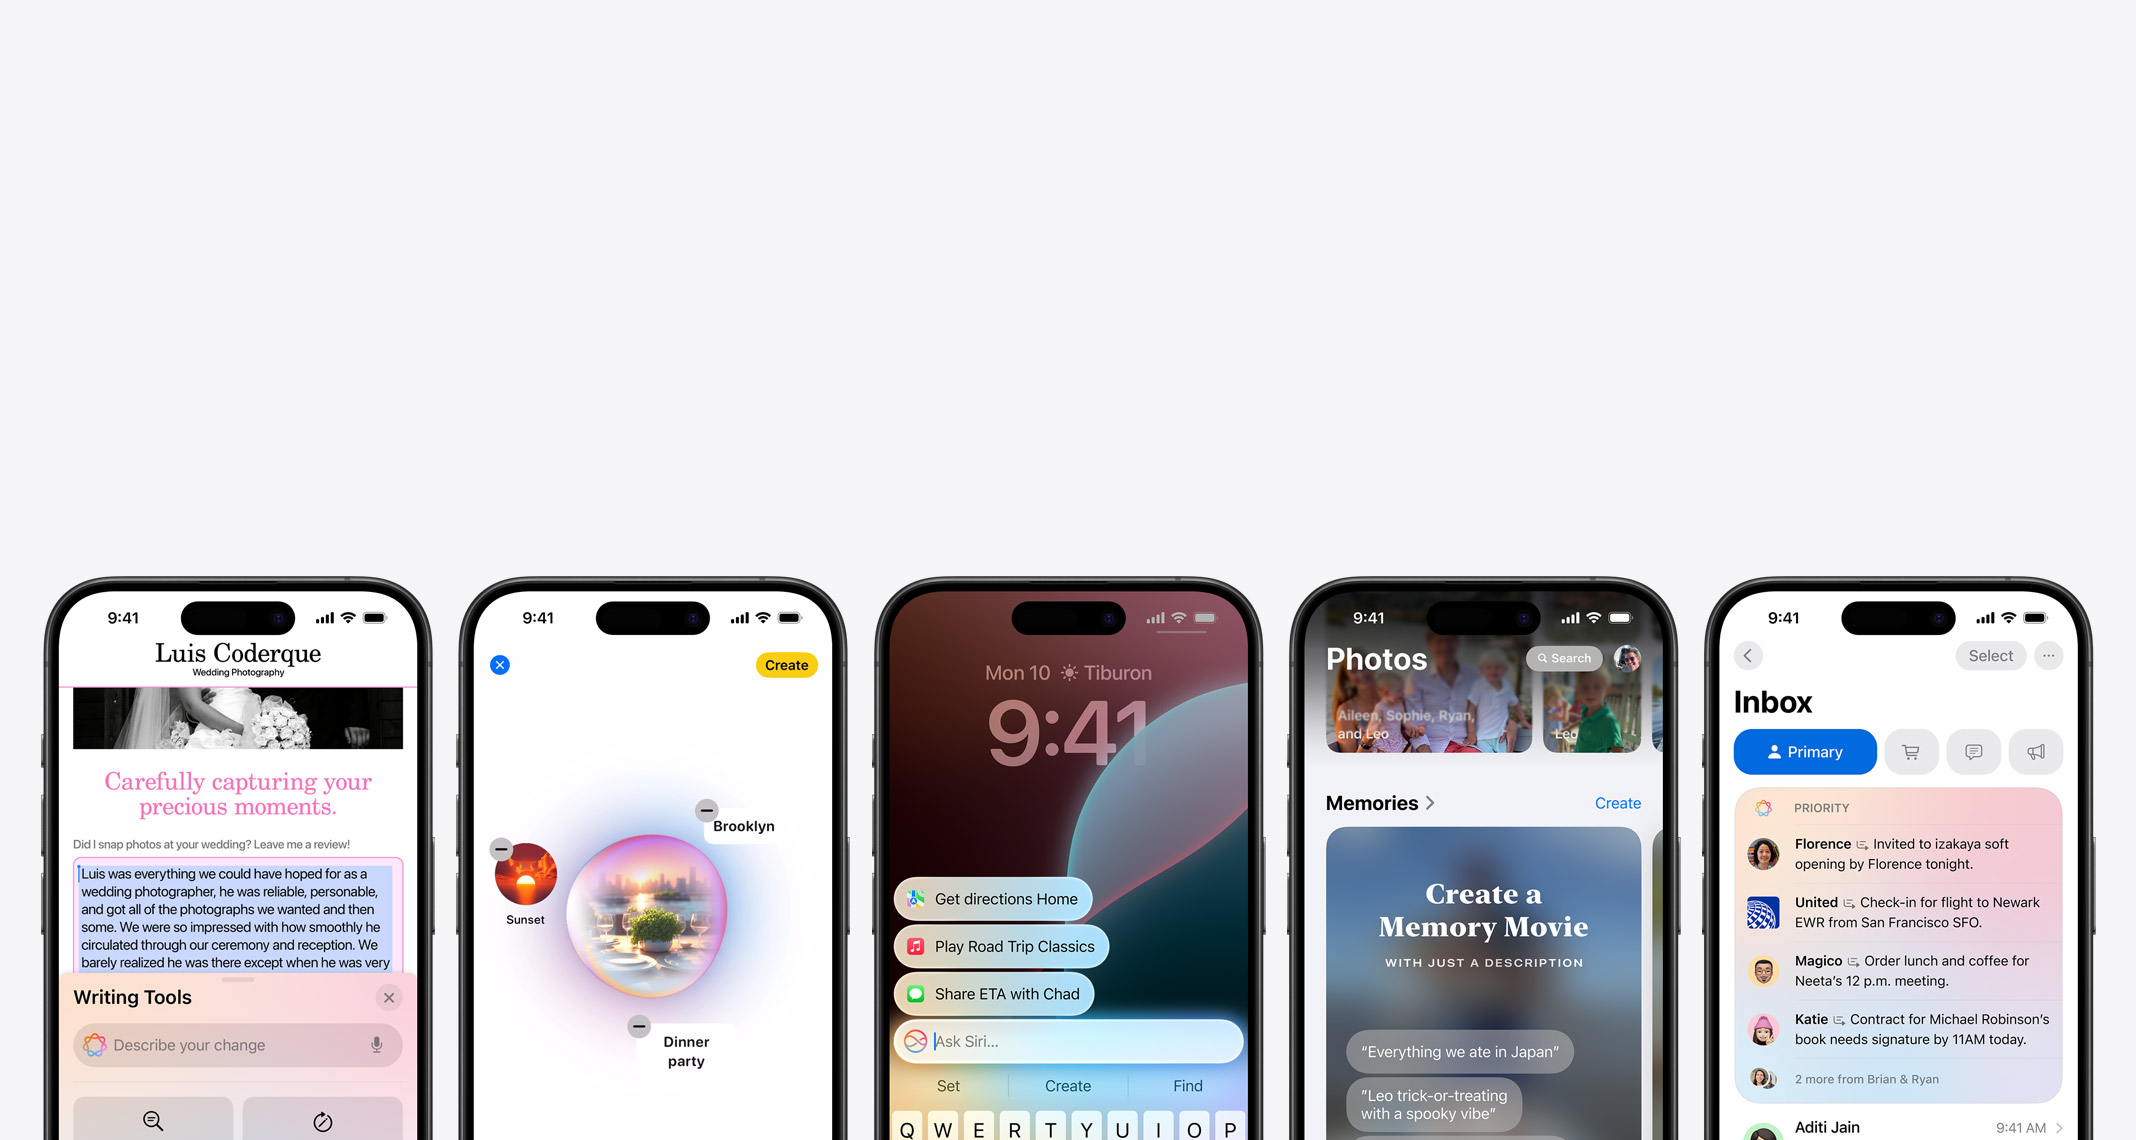 9:41
Luis Coderque
Wedding Photography
Carefully capturing your
precious moments.
Did I snap photos at your wedding? Leave me a review!
Luis was everything we could have hoped for as a
wedding photographer, he was reliable, personable,
and got all of the photographs we wanted and then
some. We were so impressed with how smoothly he
circulated through our ceremony and reception. We
barely realized he was there except when he was very
Writing Tools
Describe your change
9:41
Create
Brooklyn
Sunset
Dinner
party
Mon 10 Tiburon
9:41
Get directions Home
Play Road Trip Classics
Share ETA with Chad
Ask Siri...
Set Create Find
Q W E R T Y U I O P
9:41
Photos
Search
Aileen, Sophie, Ryan,
and Leo
Leo
Memories
Create
Create a
Memory Movie
WITH JUST A DESCRIPTION
“Everything we ate in Japan”
“Leo trick-or-treating
with a spooky vibe”
9:41
Select
Inbox
Primary
PRIORITY
Florence Invited to izakaya soft
opening by Florence tonight.
United Check-in for flight to Newark
EWR from San Francisco SFO.
Magico Order lunch and coffee for
Neeta’s 12 p.m. meeting.
Katie Contract for Michael Robinson’s
book needs signature by 11AM today.
2 more from Brian & Ryan
Aditi Jain 9:41 AM